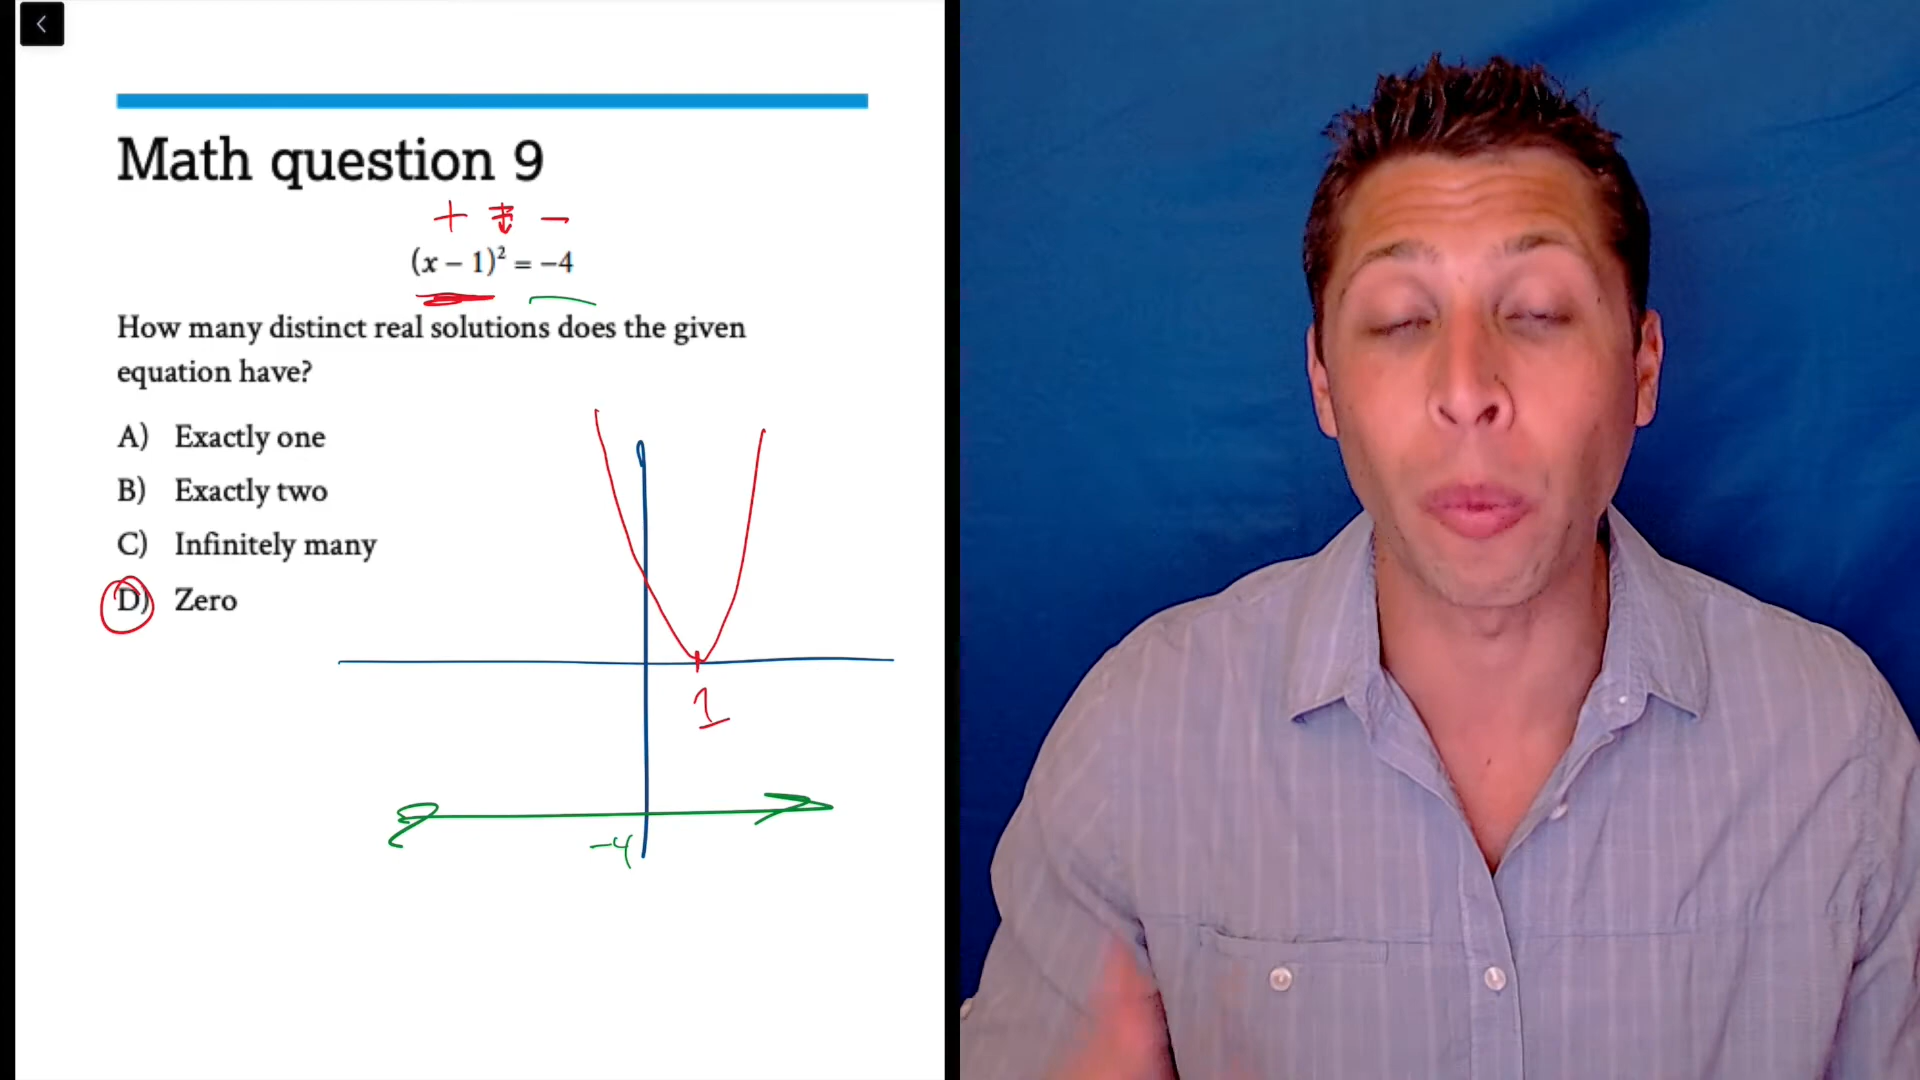 Math question 9
+ ≠ −
(x – 1)² = –4
How many distinct real solutions does the given
equation have?
A) Exactly one
B) Exactly two
C) Infinitely many
D) Zero
1
-4